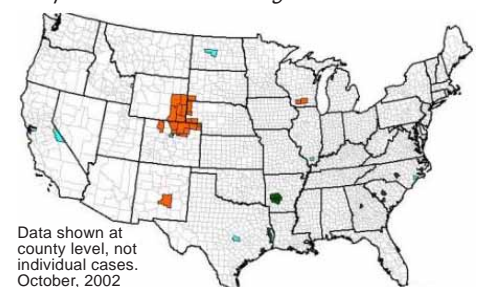 Data shown at
county level, not
individual cases.
October, 2002